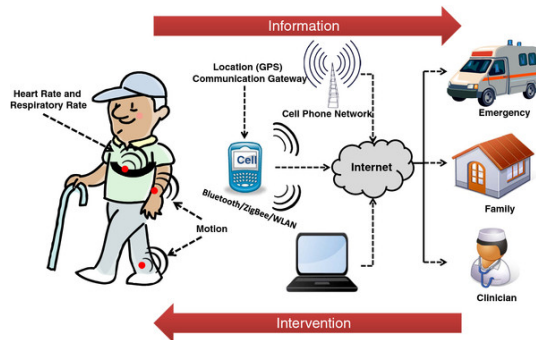 Information
Location (GPS)
Communication Gateway
Heart Rate and
Respiratory Rate
Cell Phone Network
Emergency
Cell
Internet
Bluetooth/ZigBee/WLAN
Family
Motion
Clinician
Intervention